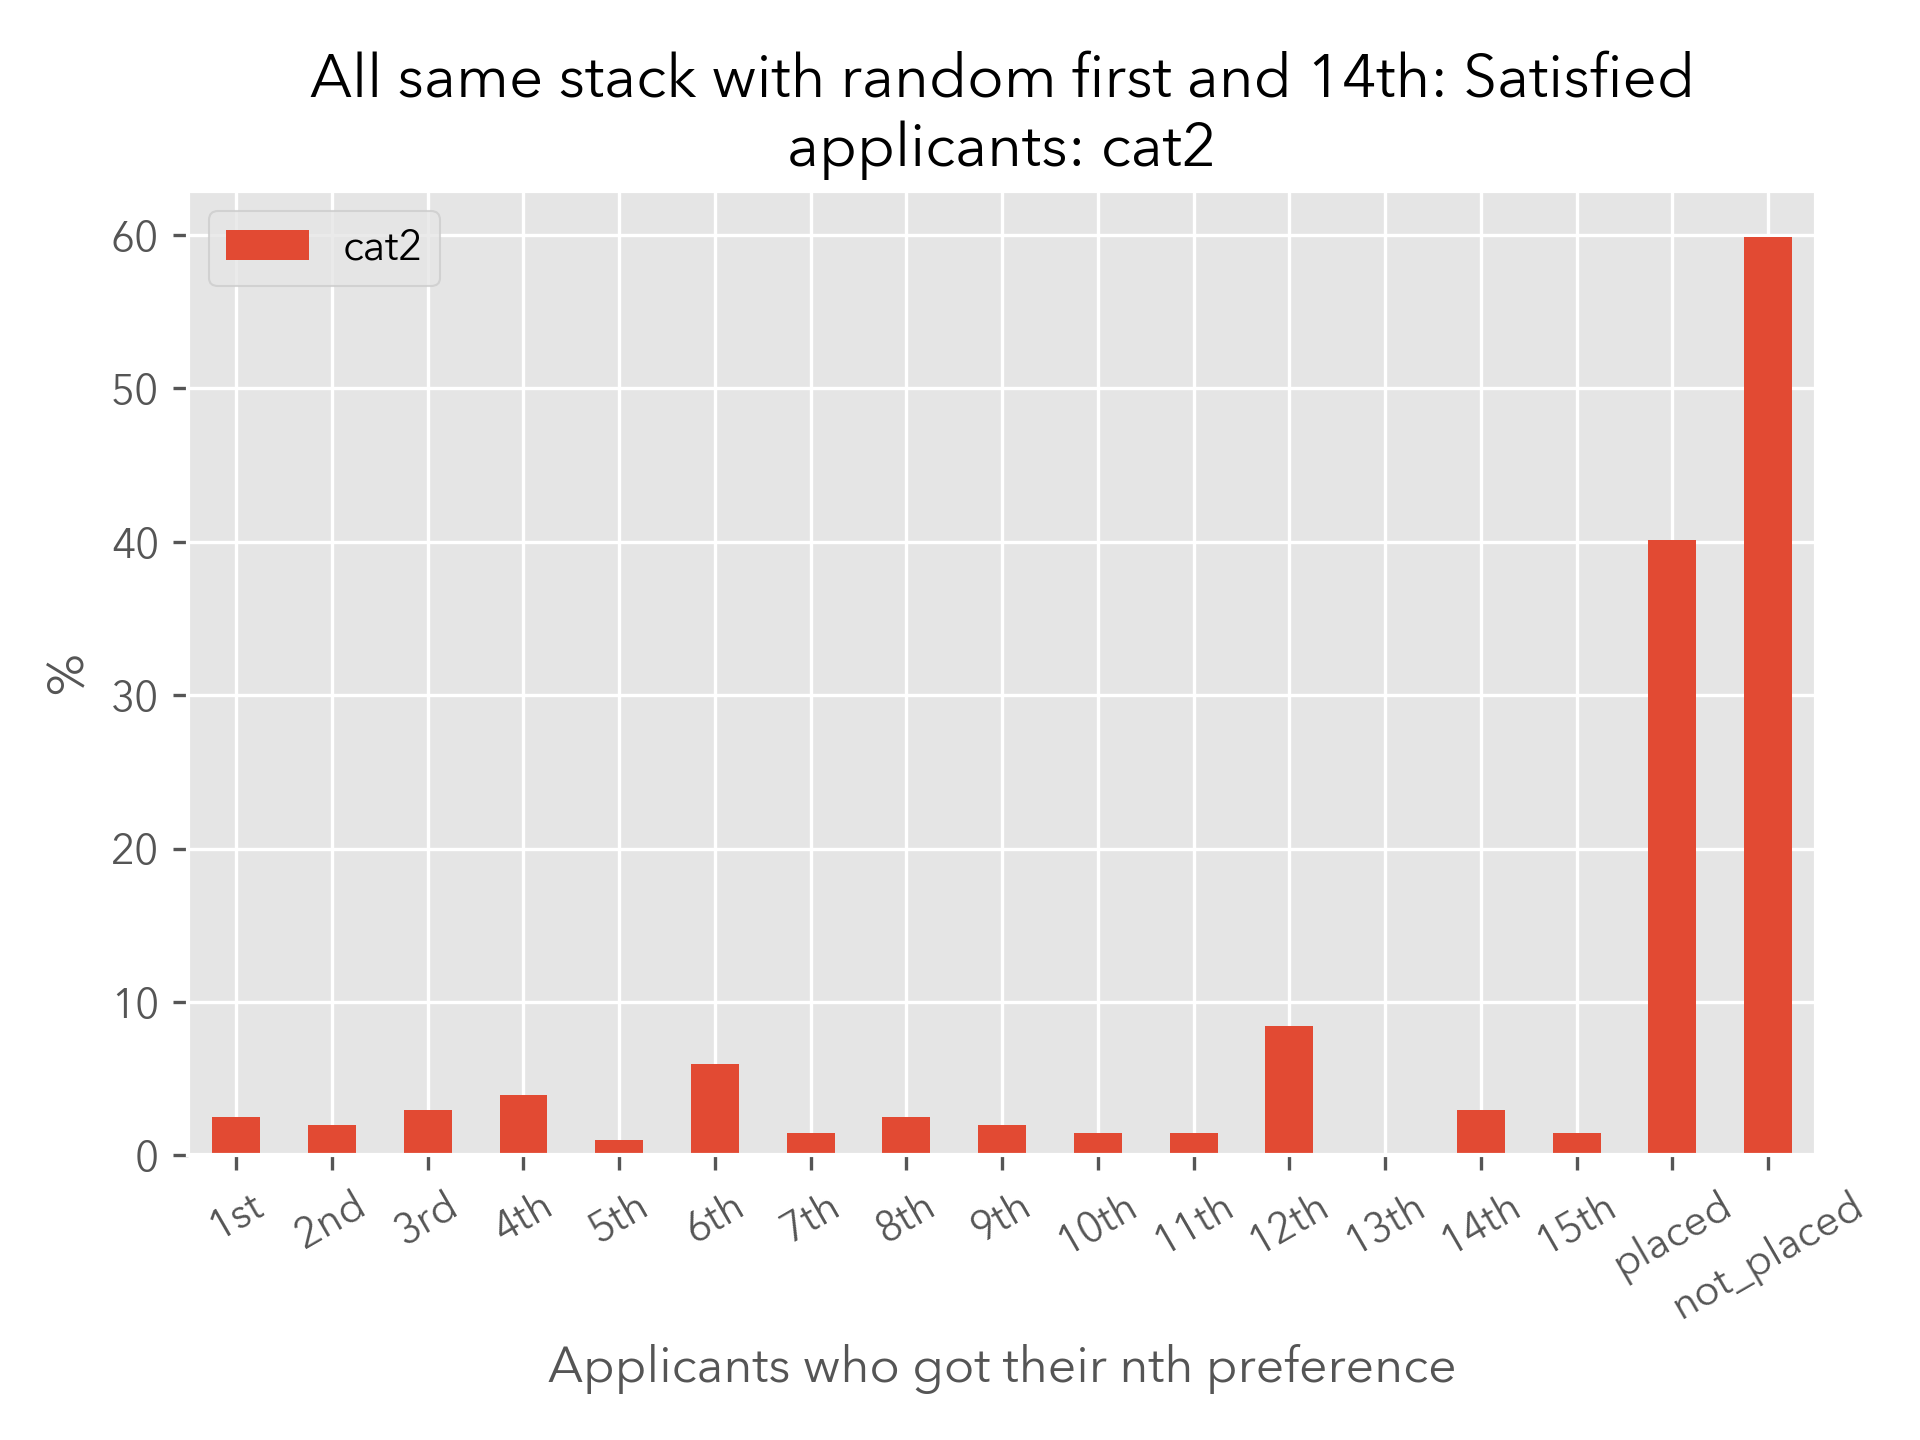 All same stack with random first and 14th: Satisfied
applicants: cat2
cat2
%
60
50
40
30
20
10
0
1st 2nd 3rd 4th 5th 6th 7th 8th 9th 10th 11th 12th 13th 14th 15th placed not_placed
Applicants who got their nth preference